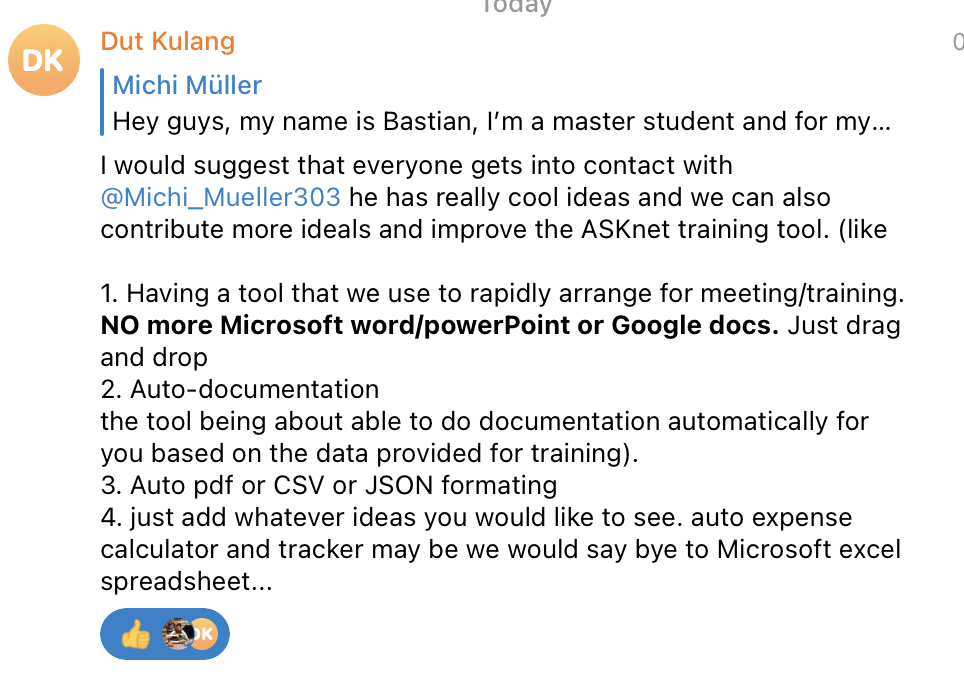 Today
DK
Dut Kulang
0
Michi Müller
Hey guys, my name is Bastian, I'm a master student and for my...
I would suggest that everyone gets into contact with
@Michi_Mueller303 he has really cool ideas and we can also
contribute more ideals and improve the ASKnet training tool. (like
1. Having a tool that we use to rapidly arrange for meeting/training.
NO more Microsoft word/powerPoint or Google docs. Just drag
and drop
2. Auto-documentation
the tool being about able to do documentation automatically for
you based on the data provided for training).
3. Auto pdf or CSV or JSON formating
4. just add whatever ideas you would like to see. auto expense
calculator and tracker may be we would say bye to Microsoft excel
spreadsheet...
DK